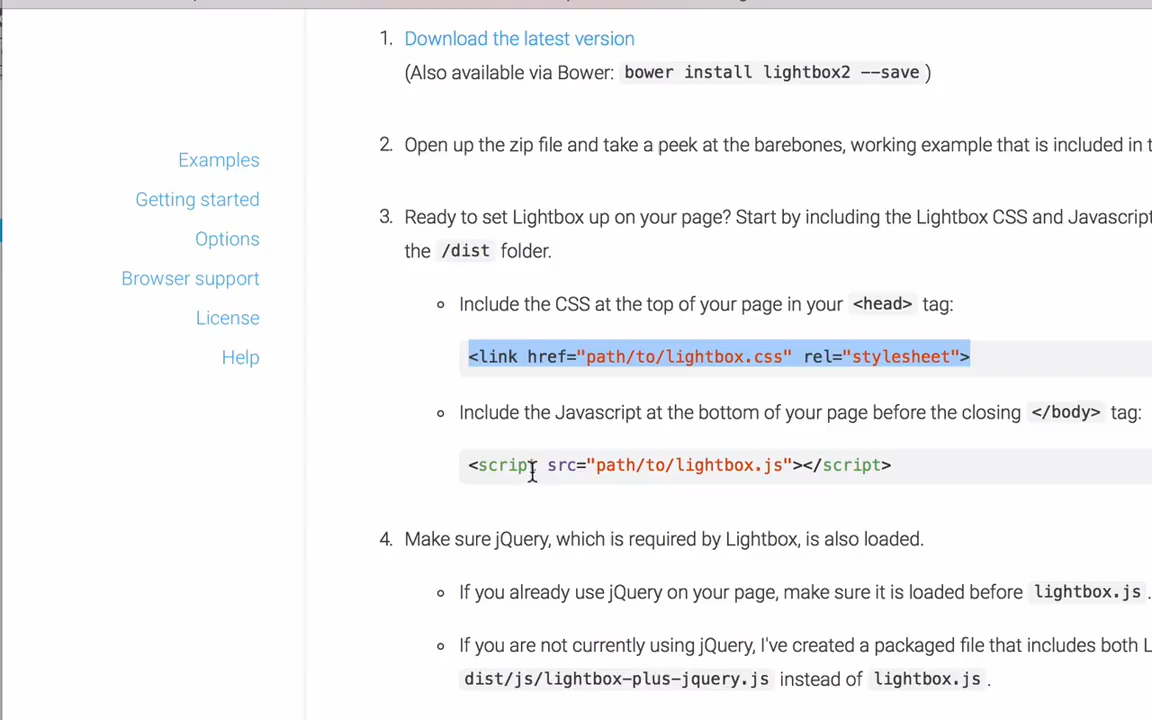 1. Download the latest version
(Also available via Bower: bower install lightbox2 --save )
2. Open up the zip file and take a peek at the barebones, working example that is included in t
Examples
Getting started
Options
Browser support
License
Help
3. Ready to set Lightbox up on your page? Start by including the Lightbox CSS and Javascript
the /dist folder.
Include the CSS at the top of your page in your <head> tag:
<link href="path/to/lightbox.css" rel="stylesheet">
Include the Javascript at the bottom of your page before the closing </body> tag:
<script src="path/to/lightbox.js"></script>
4. Make sure jQuery, which is required by Lightbox, is also loaded.
If you already use jQuery on your page, make sure it is loaded before lightbox.js .
If you are not currently using jQuery, I've created a packaged file that includes both L
dist/js/lightbox-plus-jquery.js instead of lightbox.js .